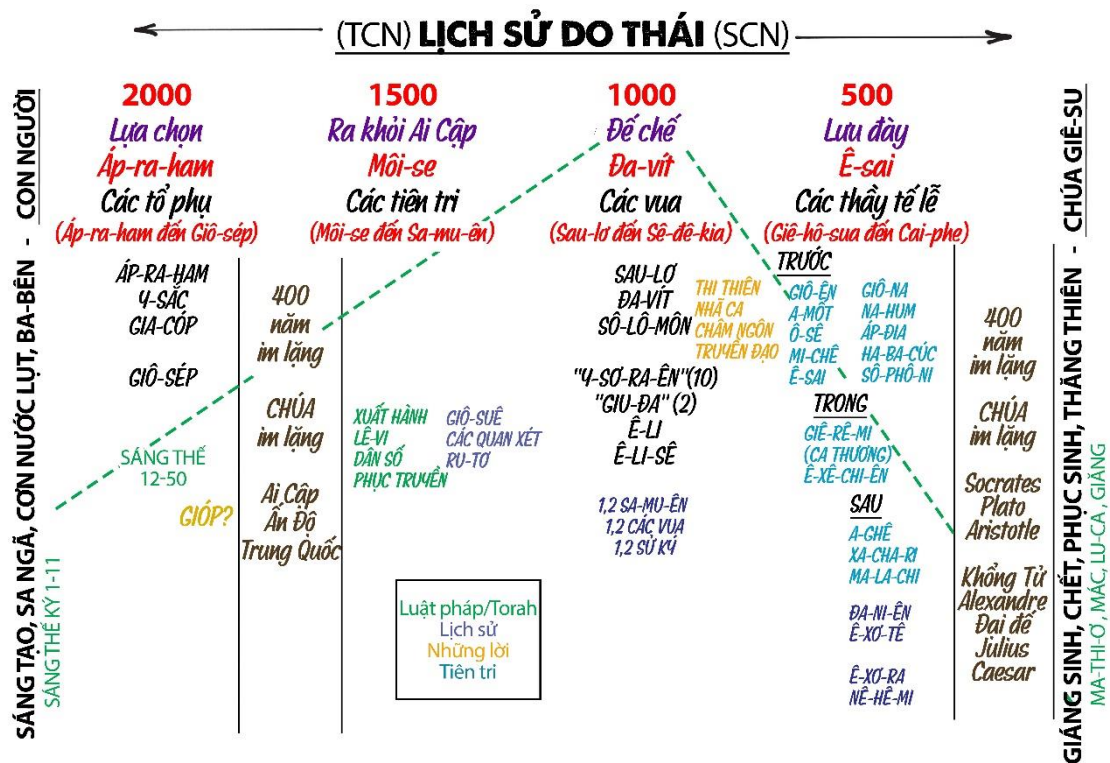 (TCN) LỊCH SỬ DO THÁI (SCN)
SÁNG TẠO, SA NGÃ, CƠN NƯỚC LỤT, BA-BÊN - CON NGƯỜI
SÁNG THẾ KÝ 1-11
2000
Lựa chọn
Áp-ra-ham
Các tổ phụ
(Áp-ra-ham đến Giô-sép)
ÁP-RA-HAM
Y-SẮC
GIA-CÓP
GIÔ-SÉP
SÁNG THẾ
12-50
GIÓP?
400
năm
im lặng
CHÚA
im lặng
Ai Cập
Ấn Độ
Trung Quốc
1500
Ra khỏi Ai Cập
Môi-se
Các tiên tri
(Môi-se đến Sa-mu-ên)
XUẤT HÀNH
LÊ-VI
DÂN SỐ
PHỤC TRUYỀN
GIÔ-SUÊ
CÁC QUAN XÉT
RU-TƠ
1000
Đế chế
Đa-vít
Các vua
(Sau-lơ đến Sê-đê-kia)
SAU-LƠ
ĐA-VÍT
SÔ-LÔ-MÔN
"Y-SƠ-RA-ÊN"(10)
"GIU-ĐA" (2)
Ê-LI
Ê-LI-SÊ
THI THIÊN
NHÃ CA
CHÂM NGÔN
TRUYỀN ĐẠO
1,2 SA-MU-ÊN
1,2 CÁC VUA
1,2 SỬ KÝ
500
Lưu đày
Ê-sai
Các thầy tế lễ
(Giê-hô-sua đến Cai-phe)
TRƯỚC
GIÔ-ÊN
A-MỐT
Ô-SÊ
MI-CHÊ
Ê-SAI
GIÔ-NA
NA-HUM
ÁP-ĐIA
HA-BA-CÚC
SÔ-PHÔ-NI
TRONG
GIÊ-RÊ-MI
(CA THƯƠNG)
Ê-XÊ-CHI-ÊN
SAU
A-GHÊ
XA-CHA-RI
MA-LA-CHI
ĐA-NI-ÊN
Ê-XƠ-TÊ
Ê-XƠ-RA
NÊ-HÊ-MI
400
năm
im lặng
CHÚA
im lặng
Socrates
Plato
Aristotle
Khổng Tử
Alexandre
Đai đế
Julius
Caesar
Luật pháp/Torah
Lịch sử
Những lời
Tiên tri
GIÁNG SINH, CHẾT, PHỤC SINH, THĂNG THIÊN - CHÚA GIÊ-SU
MA-THI-Ơ, MÁC, LU-CA, GIĂNG